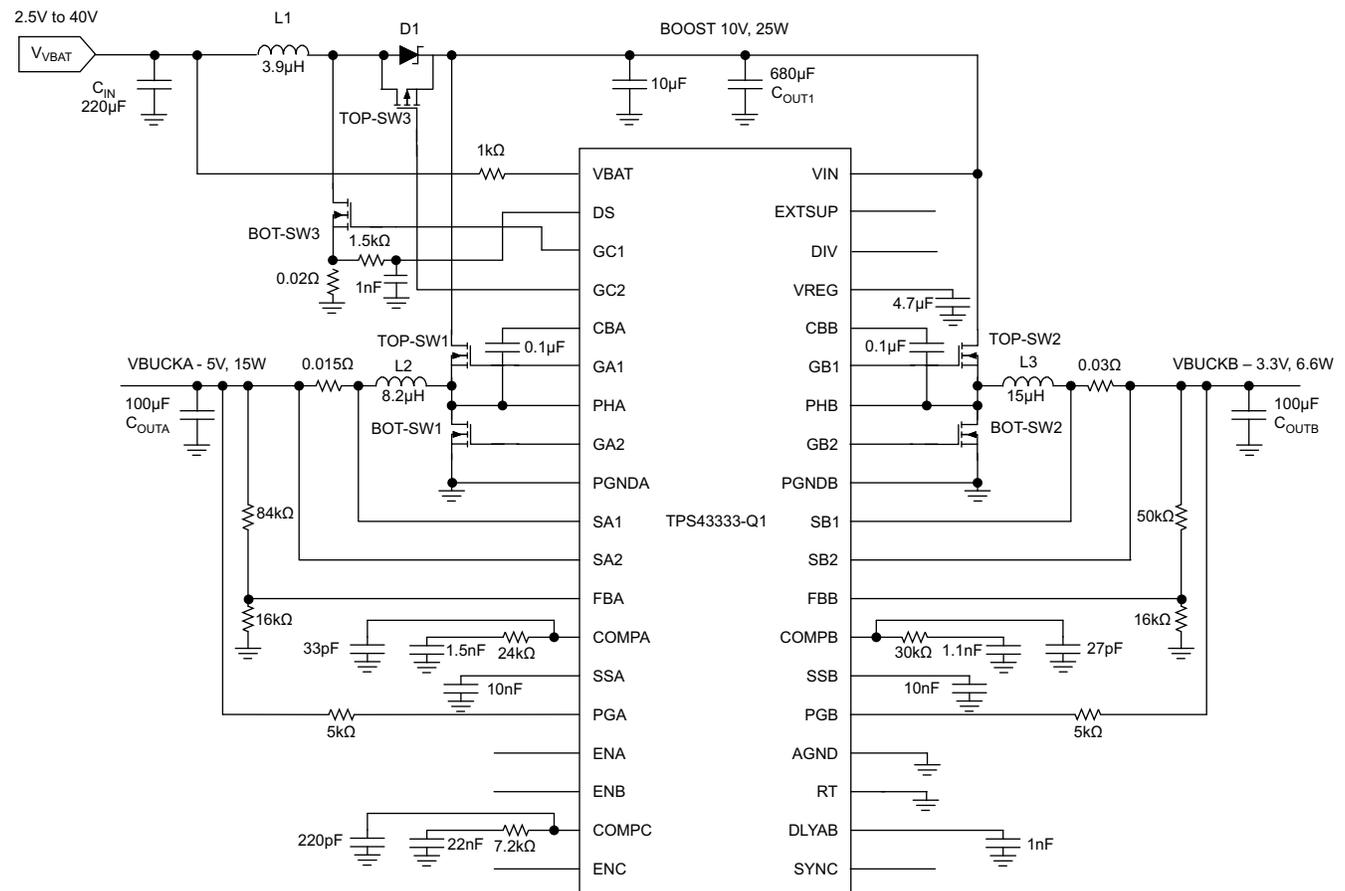 2.5V to 40V
L1
D1
BOOST 10V, 25W
VVBAT
3.9µH
CIN
220µF
TOP-SW3
10µF
680µF
COUT1
1kΩ
VBAT
VIN
DS
EXTSUP
BOT-SW3
1.5kΩ
GC1
DIV
0.02Ω
1nF
GC2
VREG
4.7µF
CBA
CBB
TOP-SW1
0.1µF
0.1µF
TOP-SW2
VBUCKA - 5V, 15W
0.015Ω
L2
GA1
GB1
L3
0.03Ω
VBUCKB – 3.3V, 6.6W
8.2µH
15µH
100µF
COUTA
PHA
PHB
100µF
COUTB
BOT-SW1
BOT-SW2
GA2
GB2
PGNDA
PGNDB
84kΩ
SA1
TPS43333-Q1
SB1
50kΩ
SA2
SB2
FBA
FBB
16kΩ
16kΩ
COMPA
COMPB
33pF
1.5nF
24kΩ
30kΩ
1.1nF
27pF
SSA
SSB
10nF
10nF
PGA
PGB
5kΩ
5kΩ
ENA
AGND
ENB
RT
COMPC
DLYAB
220pF
22nF
7.2kΩ
1nF
ENC
SYNC